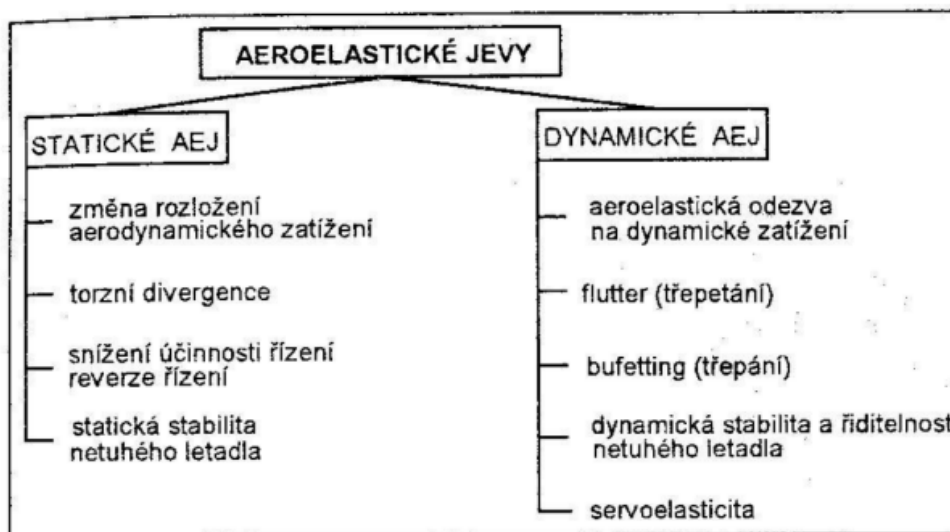 AEROELASTICKÉ JEVY
STATICKÉ AEJ
změna rozložení
aerodynamického zatížení
torzní divergence
snížení účinnosti řízení
reverze řízení
statická stabilita
netuhého letadla
DYNAMICKÉ AEJ
aeroelastická odezva
na dynamické zatížení
flutter (třepetání)
bufetting (třepání)
dynamická stabilita a řiditelnost
netuhého letadla
servoelasticita